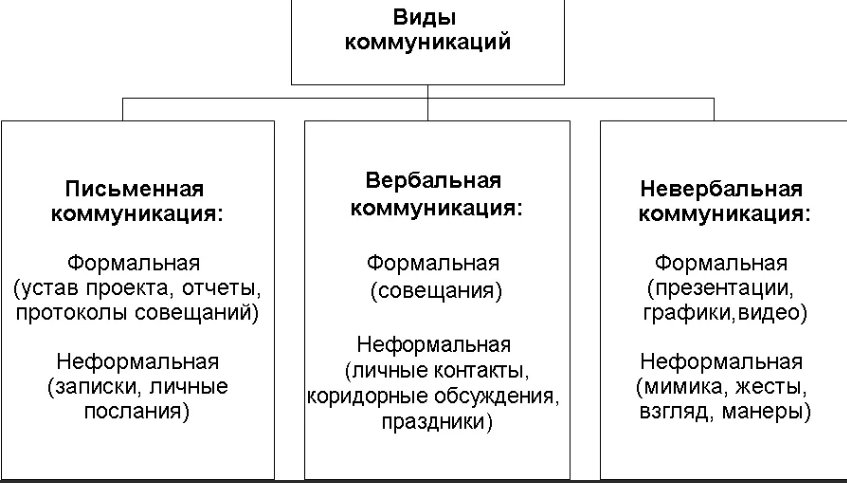 Виды
коммуникаций
Письменная
коммуникация:
Формальная
(устав проекта, отчеты,
протоколы совещаний)
Неформальная
(записки, личные
послания)
Вербальная
коммуникация:
Формальная
(совещания)
Неформальная
(личные контакты,
коридорные обсуждения,
праздники)
Невербальная
коммуникация:
Формальная
(презентации,
графики,видео)
Неформальная
(мимика, жесты,
взгляд, манеры)